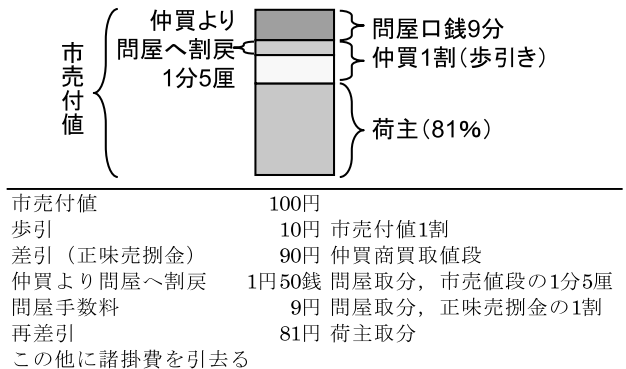 市売付値
仲買より
問屋へ割戻
1分5厘
問屋口銭9分
仲買1割（歩引き）
荷主（81%）
市売付値 100円
歩引 10円 市売付値1割
差引（正味売捌金） 90円 仲買商買取値段
仲買より問屋へ割戻 1円50銭 問屋取分，市売値段の1分5厘
問屋手数料 9円 問屋取分，正味売捌金の1割
再差引 81円 荷主取分
この他に諸掛費を引去る